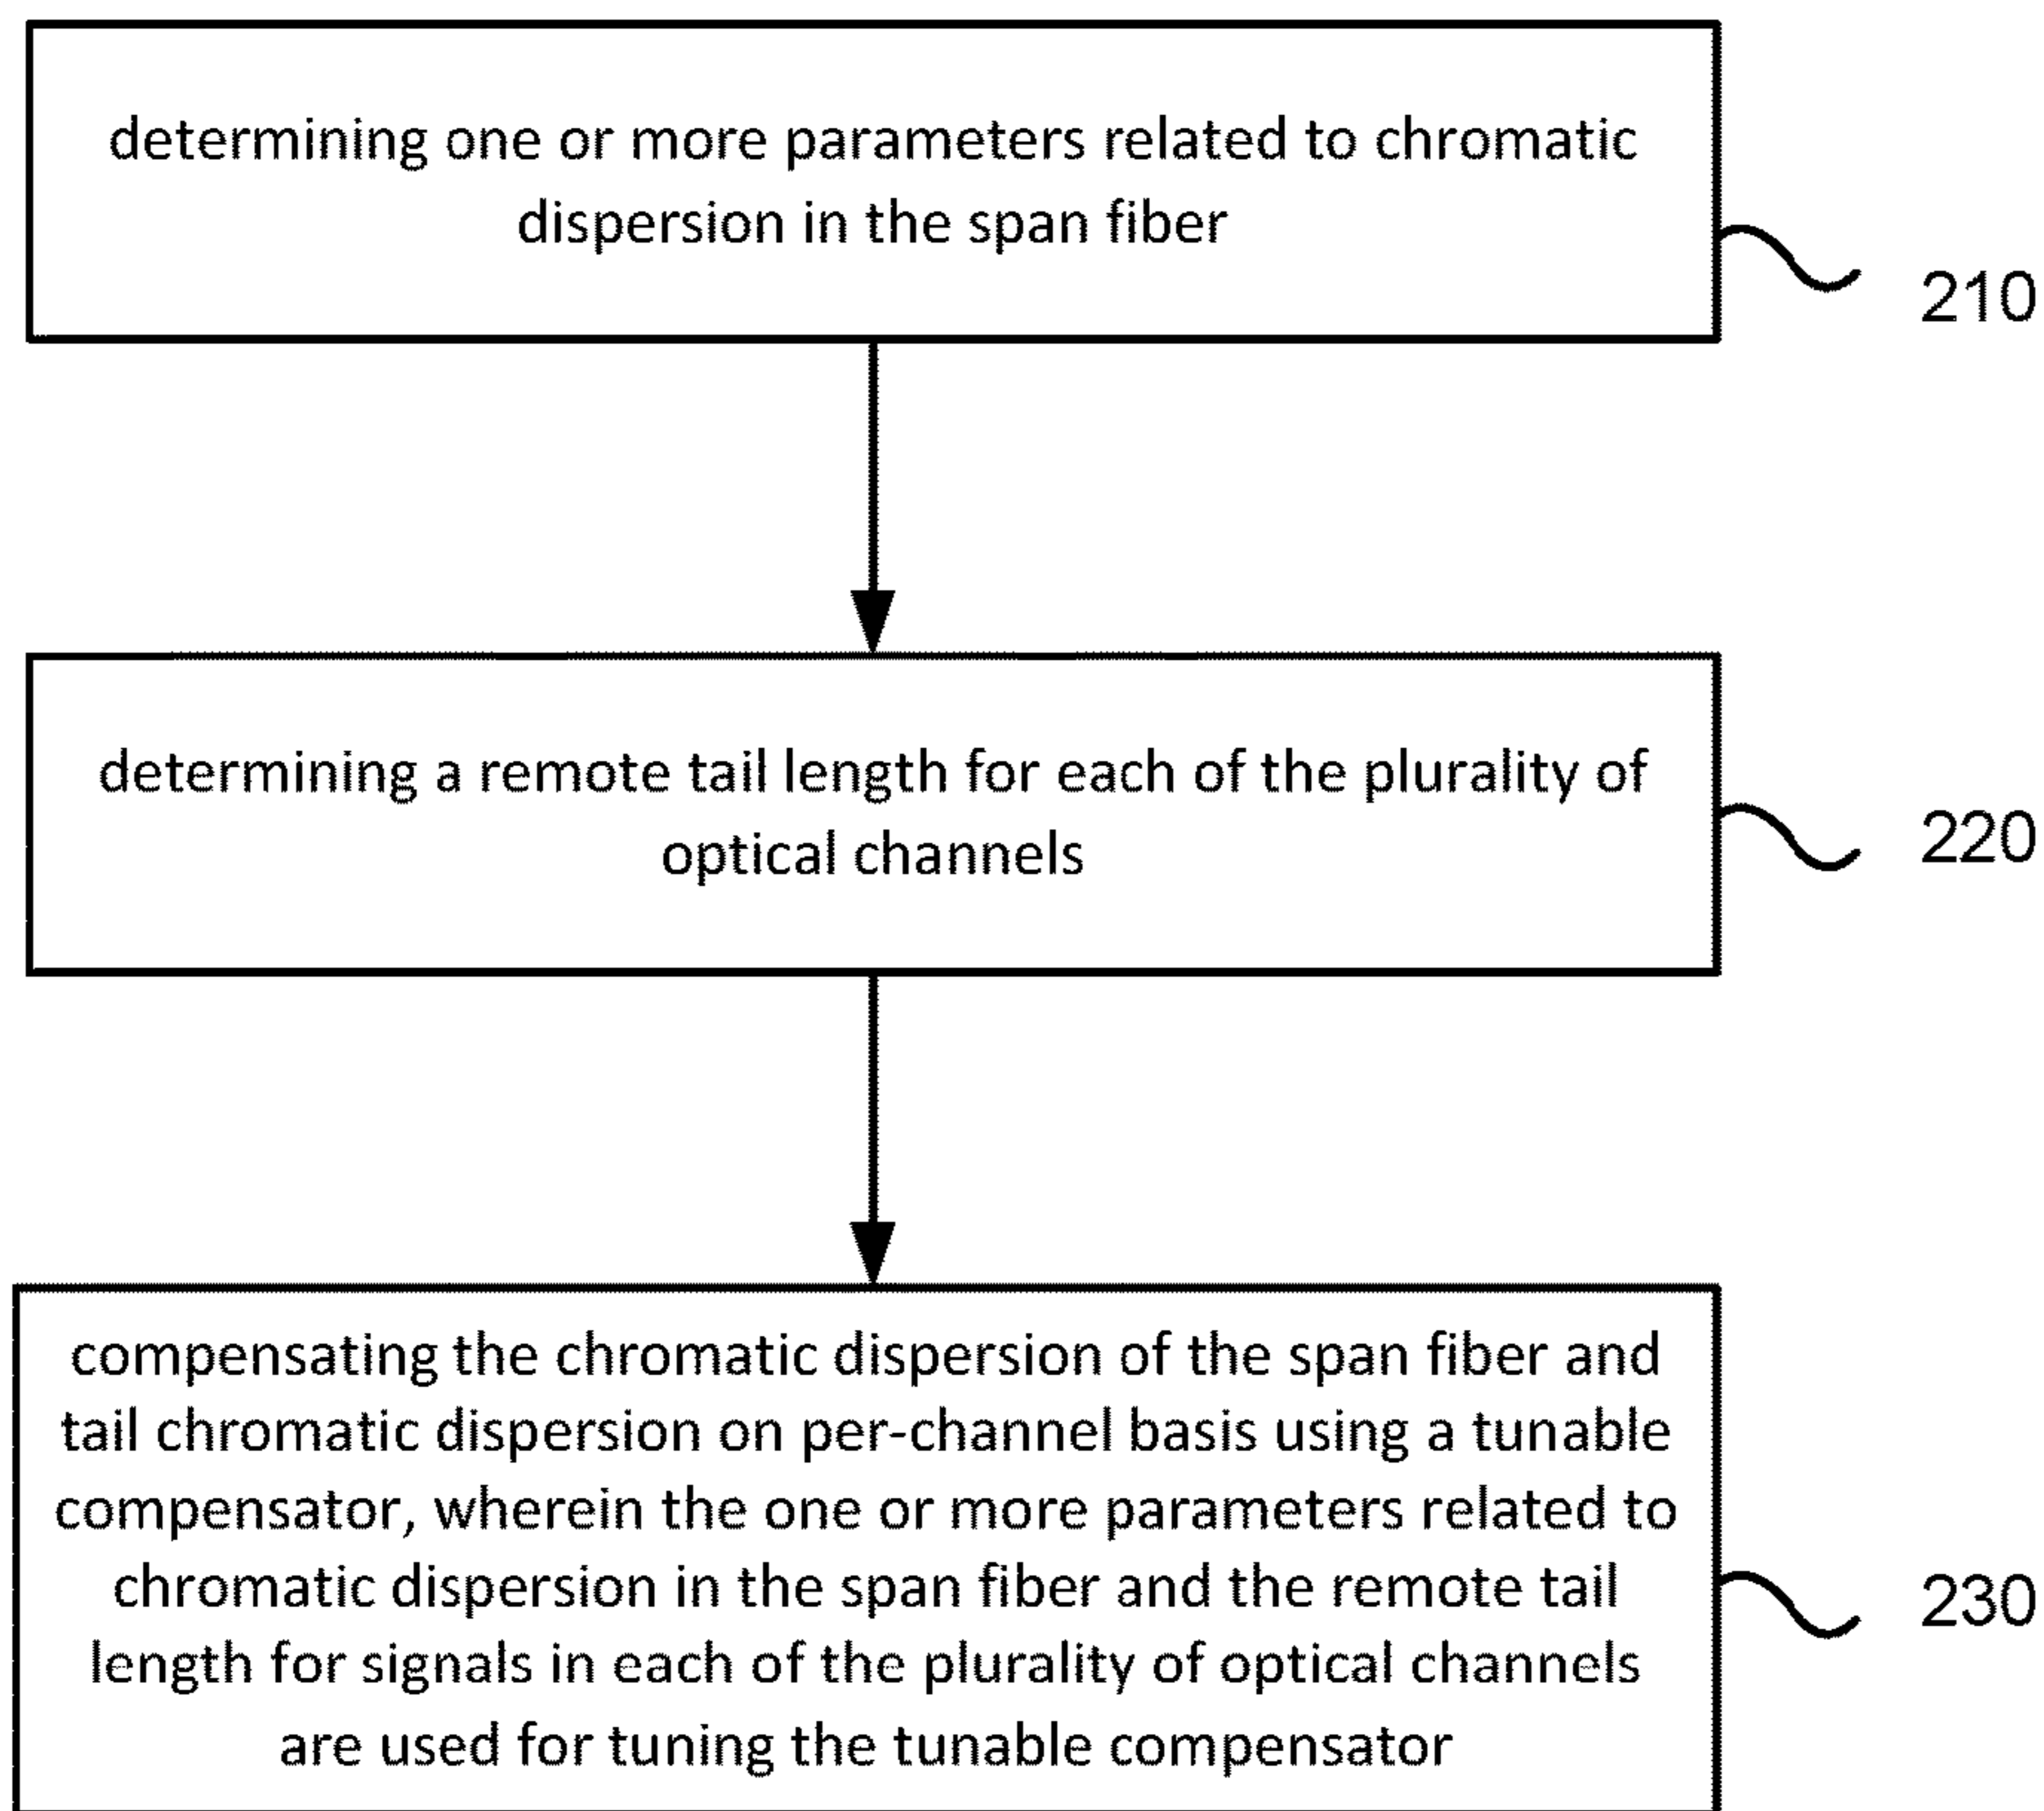 determining one or more parameters related to chromatic
dispersion in the span fiber
210
determining a remote tail length for each of the plurality of
optical channels
220
compensating the chromatic dispersion of the span fiber and
tail chromatic dispersion on per-channel basis using a tunable
compensator, wherein the one or more parameters related to
chromatic dispersion in the span fiber and the remote tail
length for signals in each of the plurality of optical channels
are used for tuning the tunable compensator
230